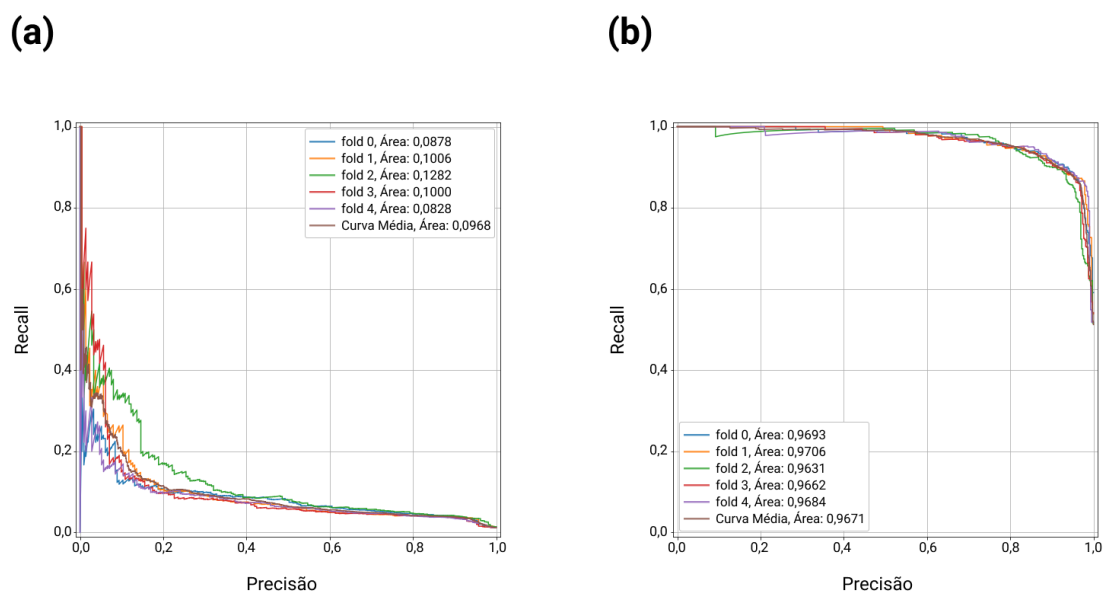 (a)
(b)
1,0
0,8
0,6
0,4
0,2
0,0
Recall
fold 0, Área: 0,0878
fold 1, Área: 0,1006
fold 2, Área: 0,1282
fold 3, Área: 0,1000
fold 4, Área: 0,0828
Curva Média, Área: 0,0968
0,0
0,2
0,4
0,6
0,8
1,0
Precisão
1,0
0,8
0,6
0,4
0,2
0,0
Recall
fold 0, Área: 0,9693
fold 1, Área: 0,9706
fold 2, Área: 0,9631
fold 3, Área: 0,9662
fold 4, Área: 0,9684
Curva Média, Área: 0,9671
0,0
0,2
0,4
0,6
0,8
1,0
Precisão